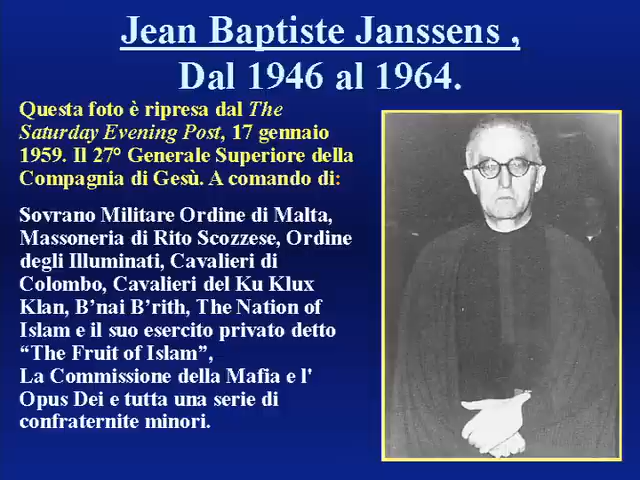 Jean Baptiste Janssens ,
Dal 1946 al 1964.
Questa foto è ripresa dal The
Saturday Evening Post, 17 gennaio
1959. Il 27° Generale Superiore della
Compagnia di Gesù. A comando di:
Sovrano Militare Ordine di Malta,
Massoneria di Rito Scozzese, Ordine
degli Illuminati, Cavalieri di
Colombo, Cavalieri del Ku Klux
Klan, B’nai B’rith, The Nation of
Islam e il suo esercito privato detto
“The Fruit of Islam”,
La Commissione della Mafia e l'
Opus Dei e tutta una serie di
confraternite minori.